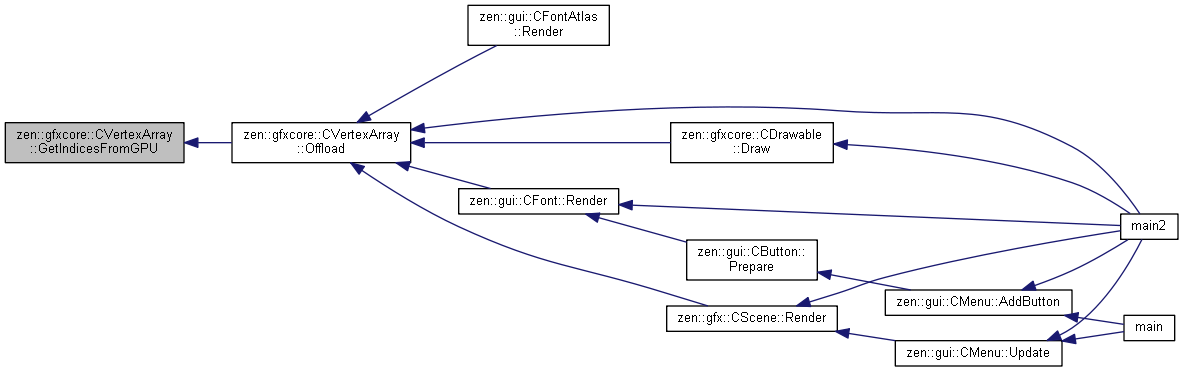 zen::gui::CFontAtlas
::Render
zen::gfxcore::CVertexArray
::GetIndicesFromGPU
zen::gfxcore::CVertexArray
::Offload
zen::gfxcore::CDrawable
::Draw
zen::gui::CFont::Render
main2
zen::gui::CButton::
Prepare
zen::gui::CMenu::AddButton
zen::gfx::CScene::Render
main
zen::gui::CMenu::Update